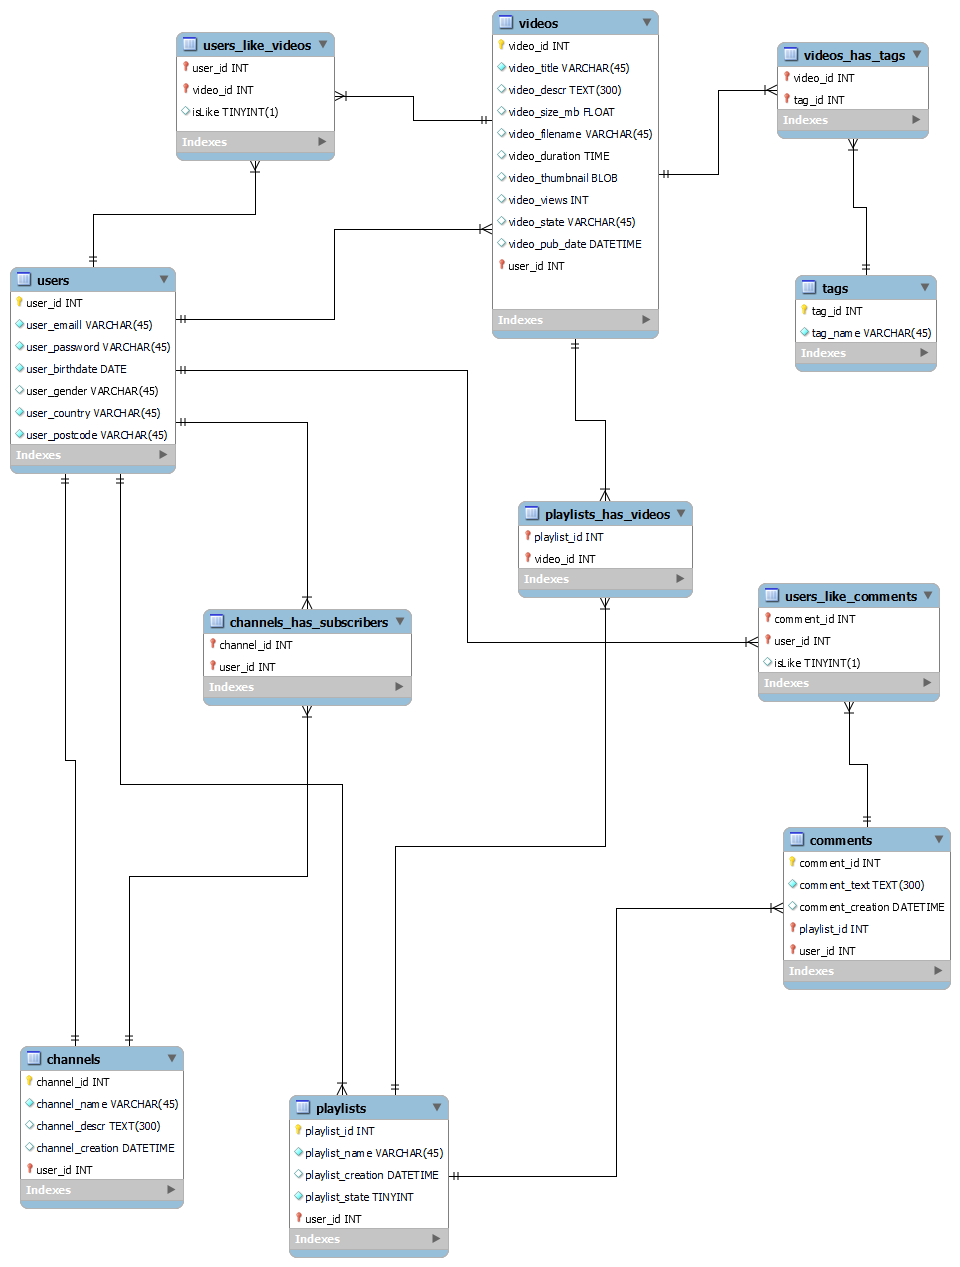 users_like_videos
user_id INT
video_id INT
isLike TINYINT(1)
Indexes
videos
video_id INT
video_title VARCHAR(45)
video_descr TEXT(300)
video_size_mb FLOAT
video_filename VARCHAR(45)
video_duration TIME
video_thumbnail BLOB
video_views INT
video_state VARCHAR(45)
video_pub_date DATETIME
user_id INT
Indexes
videos_has_tags
video_id INT
tag_id INT
Indexes
users
user_id INT
user_emaill VARCHAR(45)
user_password VARCHAR(45)
user_birthdate DATE
user_gender VARCHAR(45)
user_country VARCHAR(45)
user_postcode VARCHAR(45)
Indexes
tags
tag_id INT
tag_name VARCHAR(45)
Indexes
playlists_has_videos
playlist_id INT
video_id INT
Indexes
channels_has_subscribers
channel_id INT
user_id INT
Indexes
users_like_comments
comment_id INT
user_id INT
isLike TINYINT(1)
Indexes
comments
comment_id INT
comment_text TEXT(300)
comment_creation DATETIME
playlist_id INT
user_id INT
Indexes
channels
channel_id INT
channel_name VARCHAR(45)
channel_descr TEXT(300)
channel_creation DATETIME
user_id INT
Indexes
playlists
playlist_id INT
playlist_name VARCHAR(45)
playlist_creation DATETIME
playlist_state TINYINT
user_id INT
Indexes